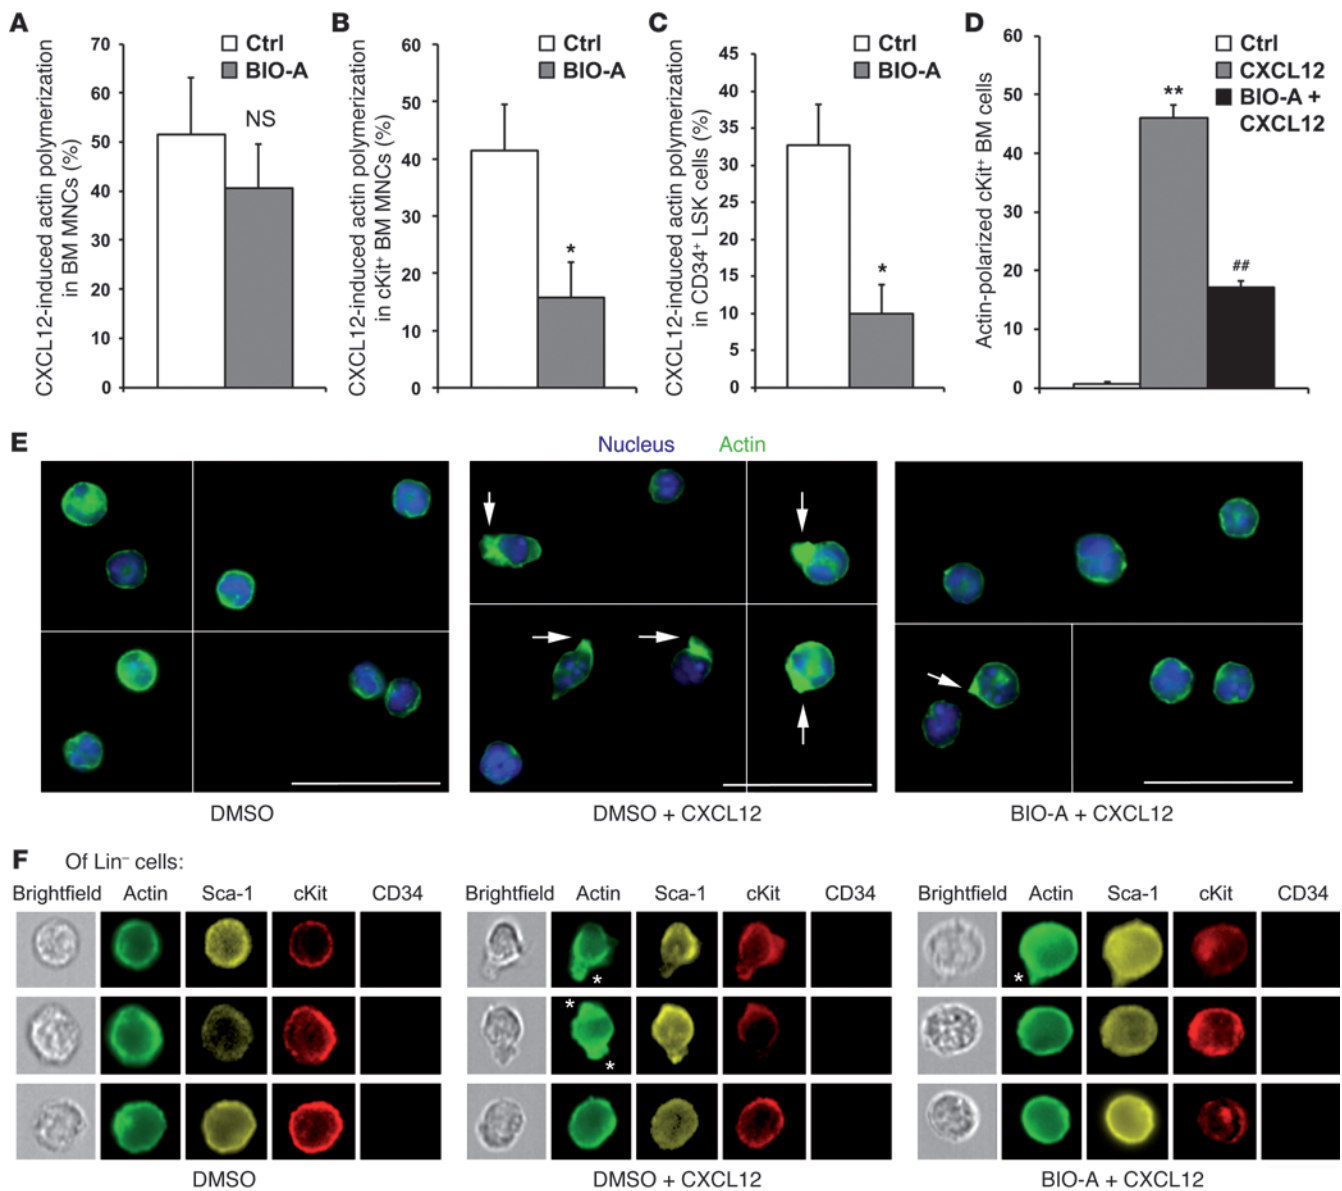 A
CXCL12-induced actin polymerization
in BM MNCs (%)
70
60
50
40
30
20
10
0
Ctrl
BIO-A
NS
B
CXCL12-induced actin polymerization
in cKit⁺ BM MNCs (%)
60
50
40
30
20
10
0
Ctrl
BIO-A
*
C
CXCL12-induced actin polymerization
in CD34⁺ LSK cells (%)
45
40
35
30
25
20
15
10
5
0
Ctrl
BIO-A
*
D
Actin-polarized cKit⁺ BM cells
60
50
40
30
20
10
0
Ctrl
CXCL12
BIO-A +
CXCL12
**
##
E
Nucleus Actin
DMSO
DMSO + CXCL12
BIO-A + CXCL12
F
Of Lin⁻ cells:
Brightfield Actin Sca-1 cKit CD34
Brightfield Actin Sca-1 cKit CD34
Brightfield Actin Sca-1 cKit CD34
*
*
*
*
DMSO
DMSO + CXCL12
BIO-A + CXCL12